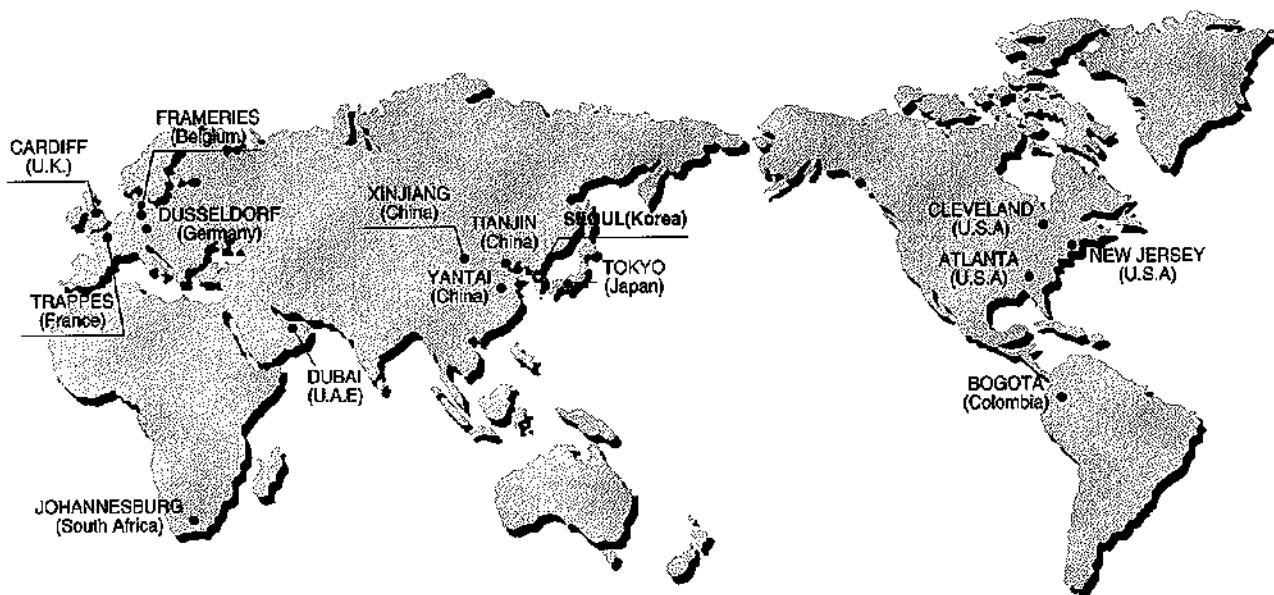 FRAMERIES
(Belgium)
CARDIFF
(U.K.)
DUSSELDORF
(Germany)
TRAPPES
(France)
XINJIANG
(China)
TIANJIN
(China)
SEOUL(Korea)
YANTAI
(China)
TOKYO
(Japan)
DUBAI
(U.A.E)
JOHANNESBURG
(South Africa)
CLEVELAND
(U.S.A)
ATLANTA
(U.S.A)
NEW JERSEY
(U.S.A)
BOGOTA
(Colombia)